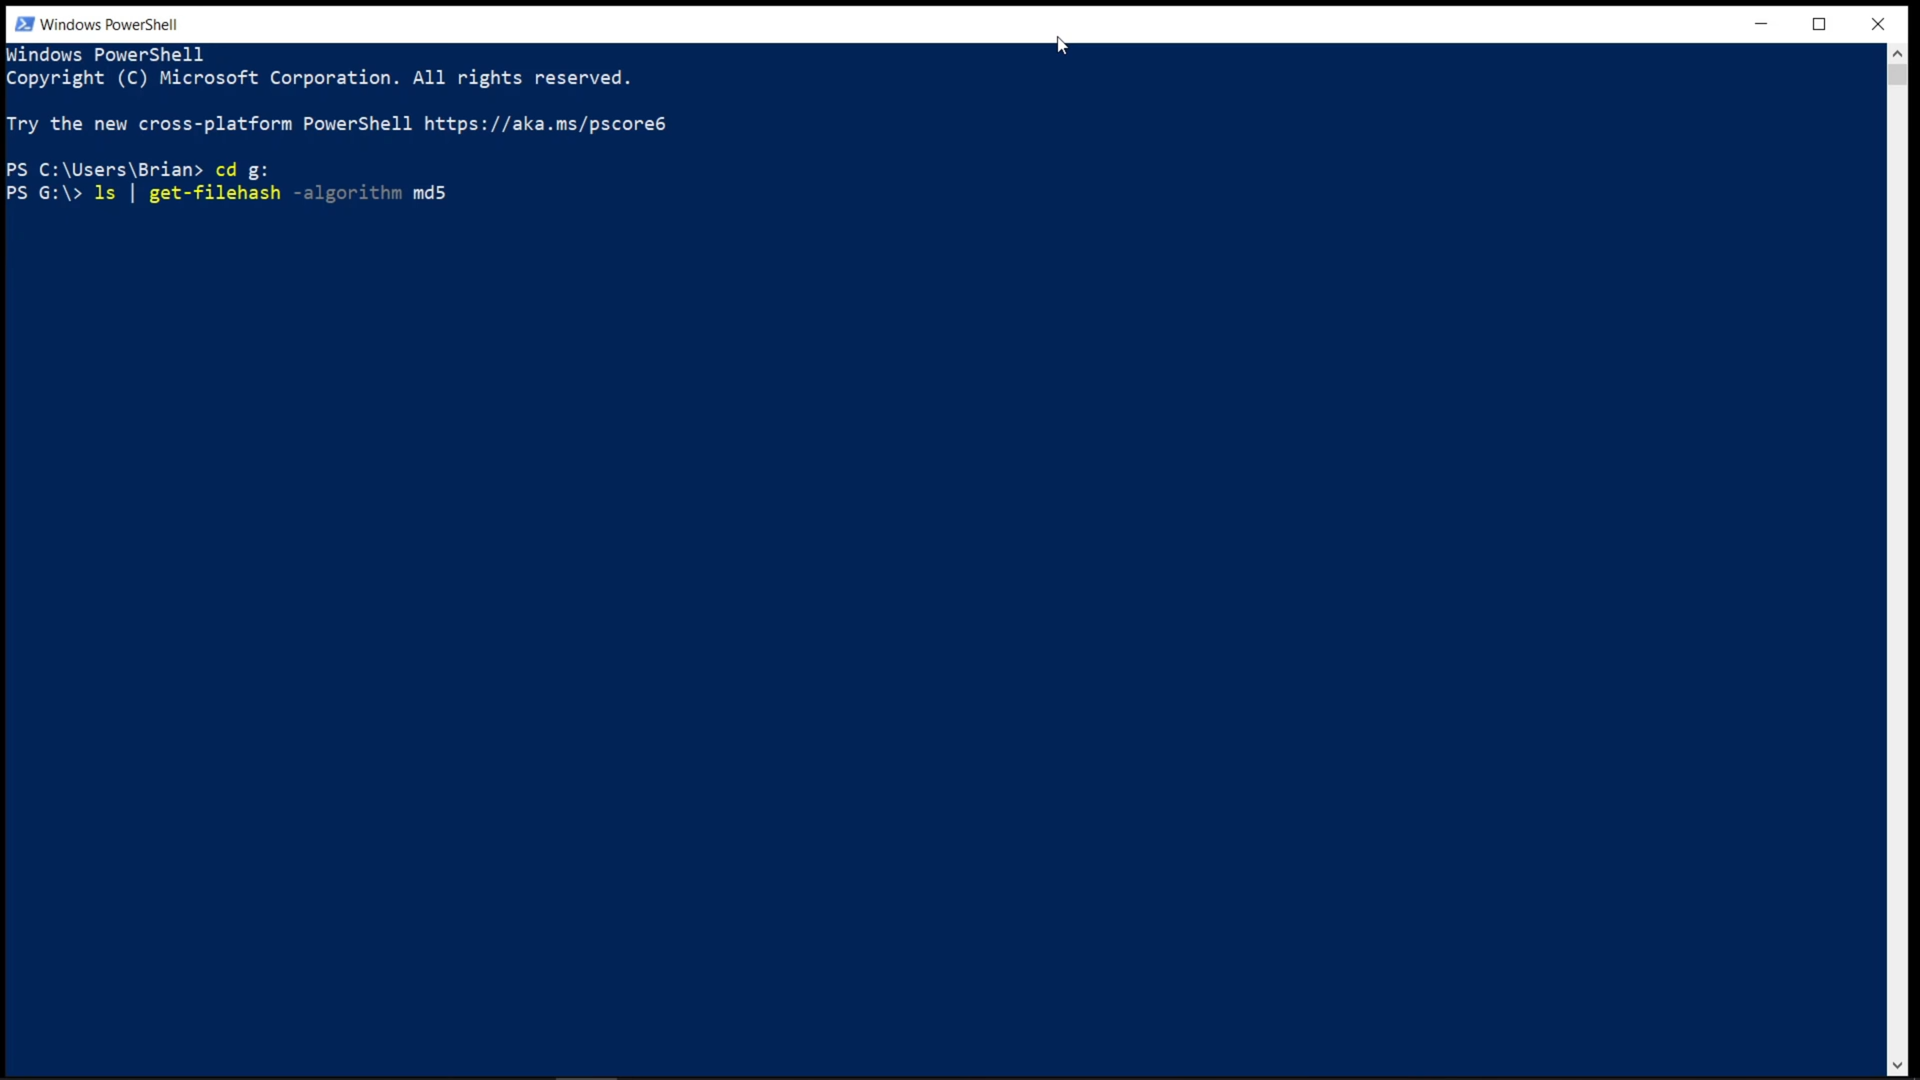 Windows PowerShell
Windows PowerShell
Copyright (C) Microsoft Corporation. All rights reserved.
Try the new cross-platform PowerShell https://aka.ms/pscore6
PS C:\Users\Brian> cd g:
PS G:\> ls | get-filehash -algorithm md5